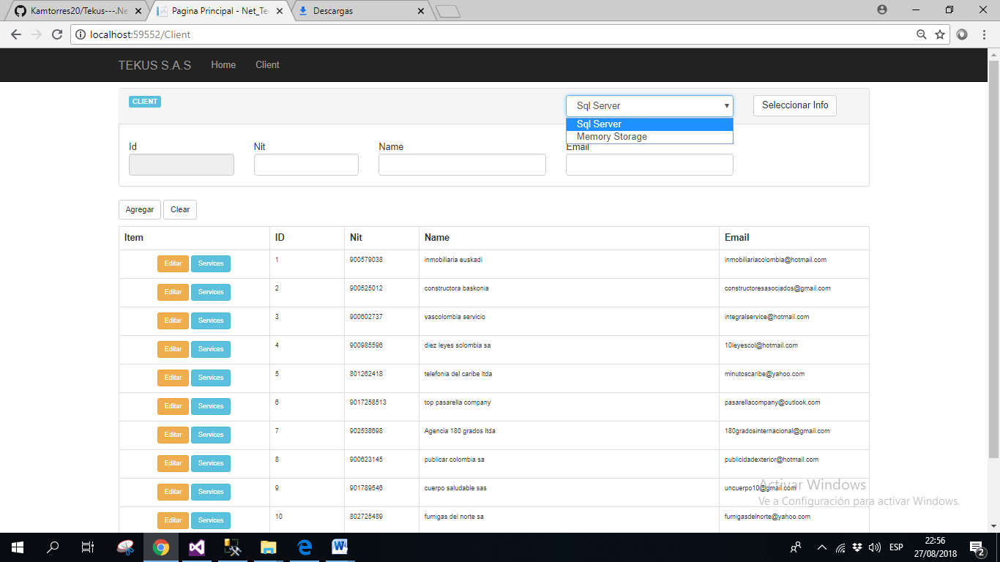 Kamtorres20/Tekus---.Ne
Pagina Principal - Net_Tec
Descargas
localhost:59552/Client
TEKUS S.A.S Home Client
CLIENT
Sql Server
Seleccionar Info
Sql Server
Memory Storage
Id Nit Name Email
Agregar Clear
Item ID Nit Name Email
Editar Services 1 900579038 inmobiliaria euskadi inmobiliariacolombia@hotmail.com
Editar Services 2 900525012 constructora baskonia constructoresasociados@gmail.com
Editar Services 3 900602737 vascolombia servicio integralservice@hotmail.com
Editar Services 4 900985596 diez leyes solombia sa 10leyescol@hotmail.com
Editar Services 5 801262418 telefonia del caribe ltda minutoscaribe@yahoo.com
Editar Services 6 9017258513 top pasarella company pasarellacompany@outlook.com
Editar Services 7 902538698 Agencia 180 grados ltda 180gradosinternacional@gmail.com
Editar Services 8 900623145 publicar colombia sa publicidadexterior@hotmail.com
Editar Services 9 901789546 cuerpo saludable sas uncuerpo10@gmail.com
Editar Services 10 802725489 fumigas del norte sa fumigasdelnorte@yahoo.com
Activar Windows
Ve a Configuración para activar Windows.
ESP
22:56
27/08/2018
2